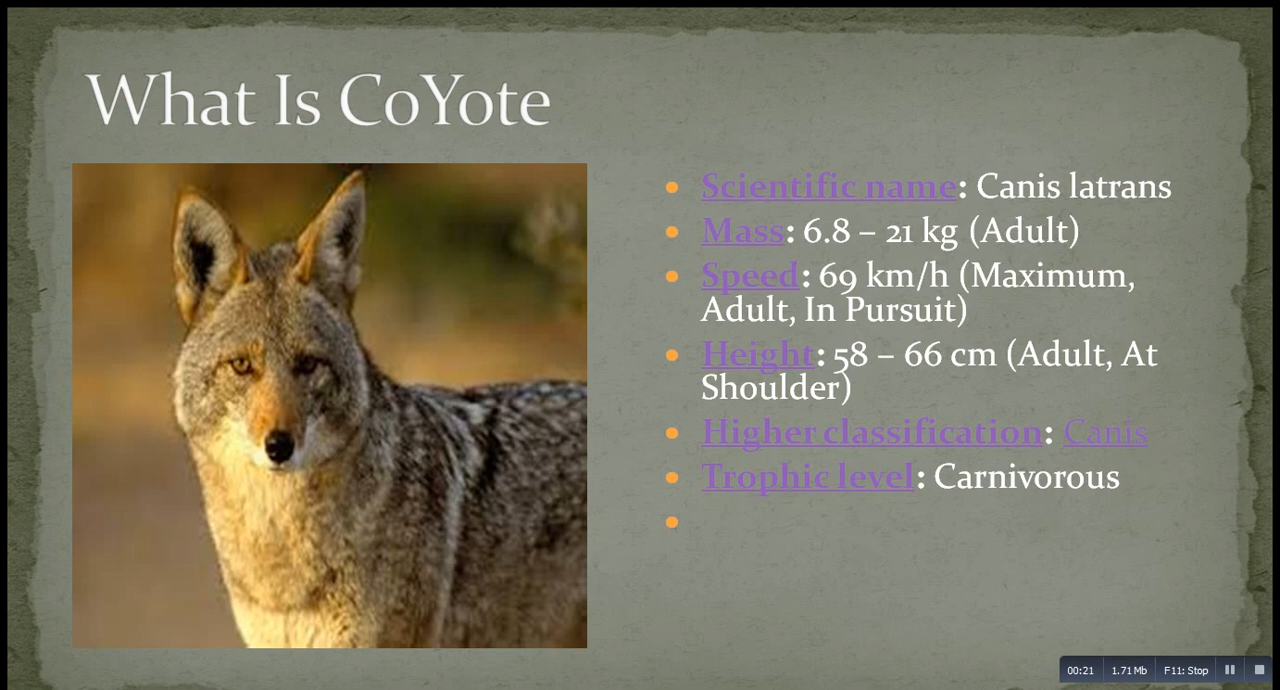 What Is CoYote
Scientific name: Canis latrans
Mass: 6.8 – 21 kg (Adult)
Speed: 69 km/h (Maximum,
Adult, In Pursuit)
Height: 58 – 66 cm (Adult, At
Shoulder)
Higher classification: Canis
Trophic level: Carnivorous
00:21 1.71 Mb F11: Stop